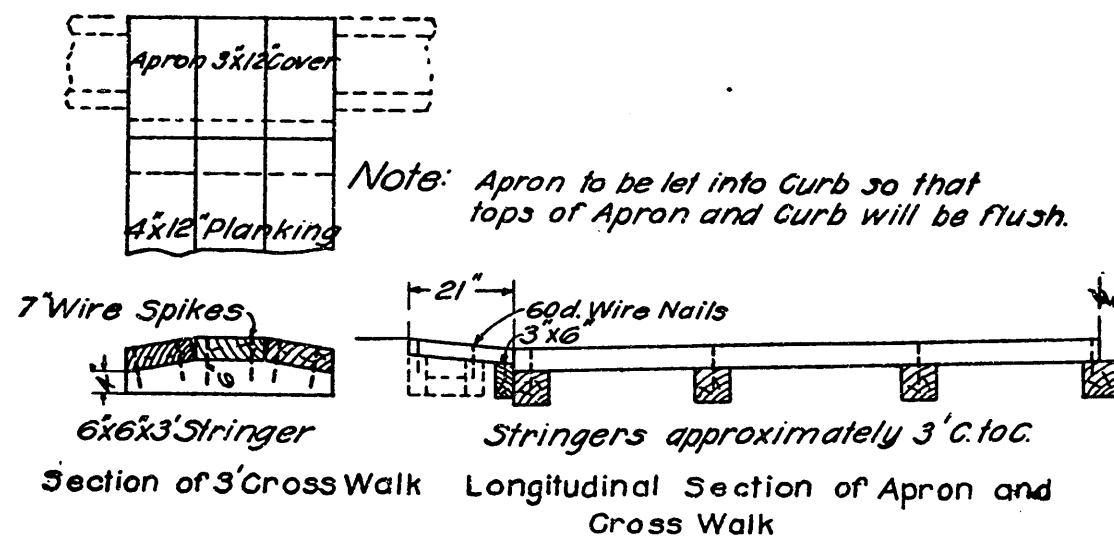 Apron 3"x12" Cover
Note: Apron to be let into Curb so that
tops of Apron and Curb will be flush.
4"x12" Planking
21"
7" Wire Spikes
60d. Wire Nails
3"x6"
4"
6"
6"x6"x3' Stringer
Stringers approximately 3' C. to C.
Section of 3' Cross Walk
Longitudinal Section of Apron and
Cross Walk